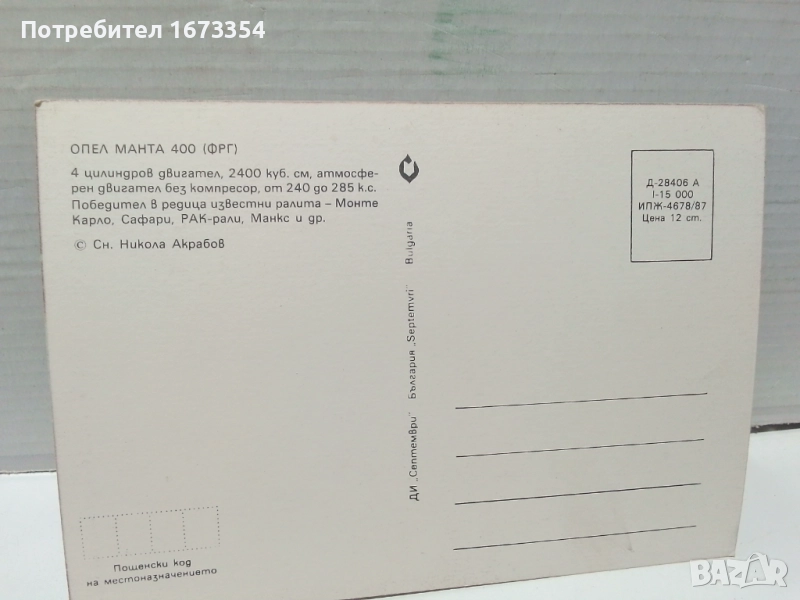 Потребител 1673354
ОПЕЛ МАНТА 400 (ФРГ)
4 цилиндров двигател, 2400 куб. см, атмосфе-
рен двигател без компресор, от 240 до 285 к.с.
Победител в редица известни ралита – Монте
Карло, Сафари, РАК-рали, Манкс и др.
© Сн. Никола Акрабов
ДИ „Септември" България „Septemvri" Bulgaria
Д-28406 А
I-15 000
ИПЖ-4678/87
Цена 12 ст.
Пощенски код
на местоназначението
BAZAR